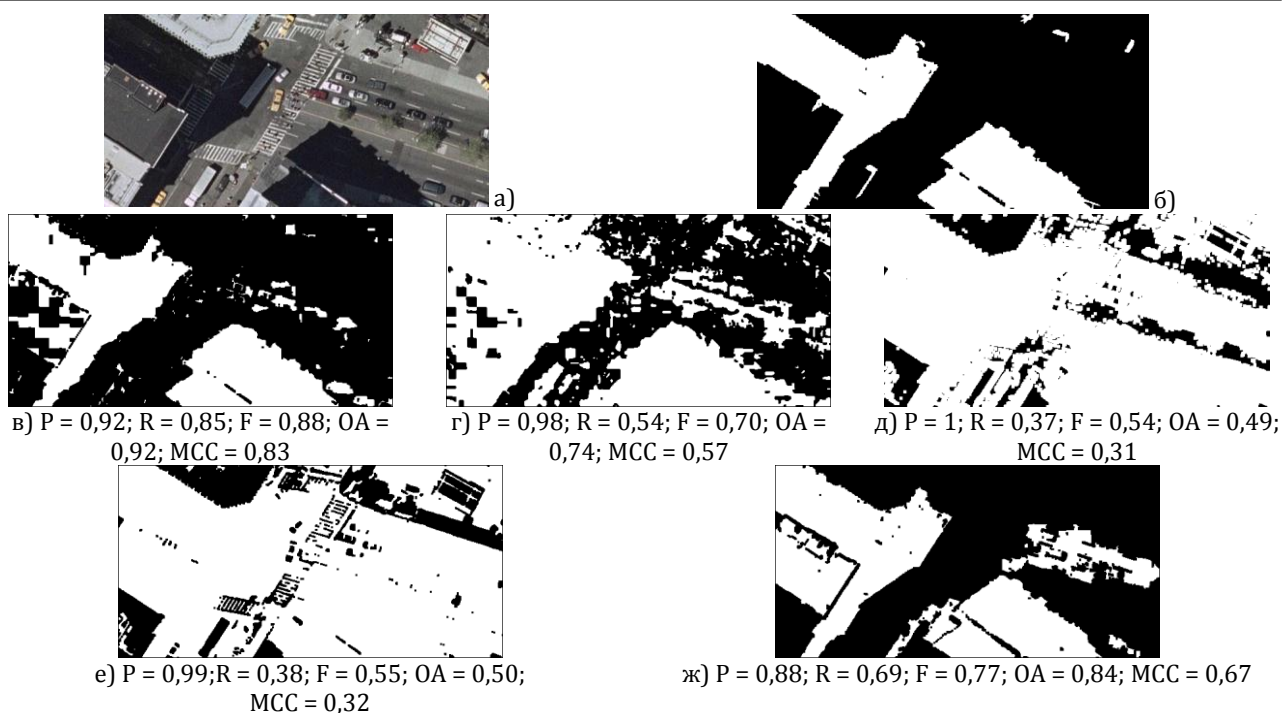 а)
б)
в) P = 0,92; R = 0,85; F = 0,88; OA =
0,92; MCC = 0,83
г) P = 0,98; R = 0,54; F = 0,70; OA =
0,74; MCC = 0,57
д) P = 1; R = 0,37; F = 0,54; OA = 0,49;
MCC = 0,31
е) P = 0,99;R = 0,38; F = 0,55; OA = 0,50;
MCC = 0,32
ж) P = 0,88; R = 0,69; F = 0,77; OA = 0,84; MCC = 0,67